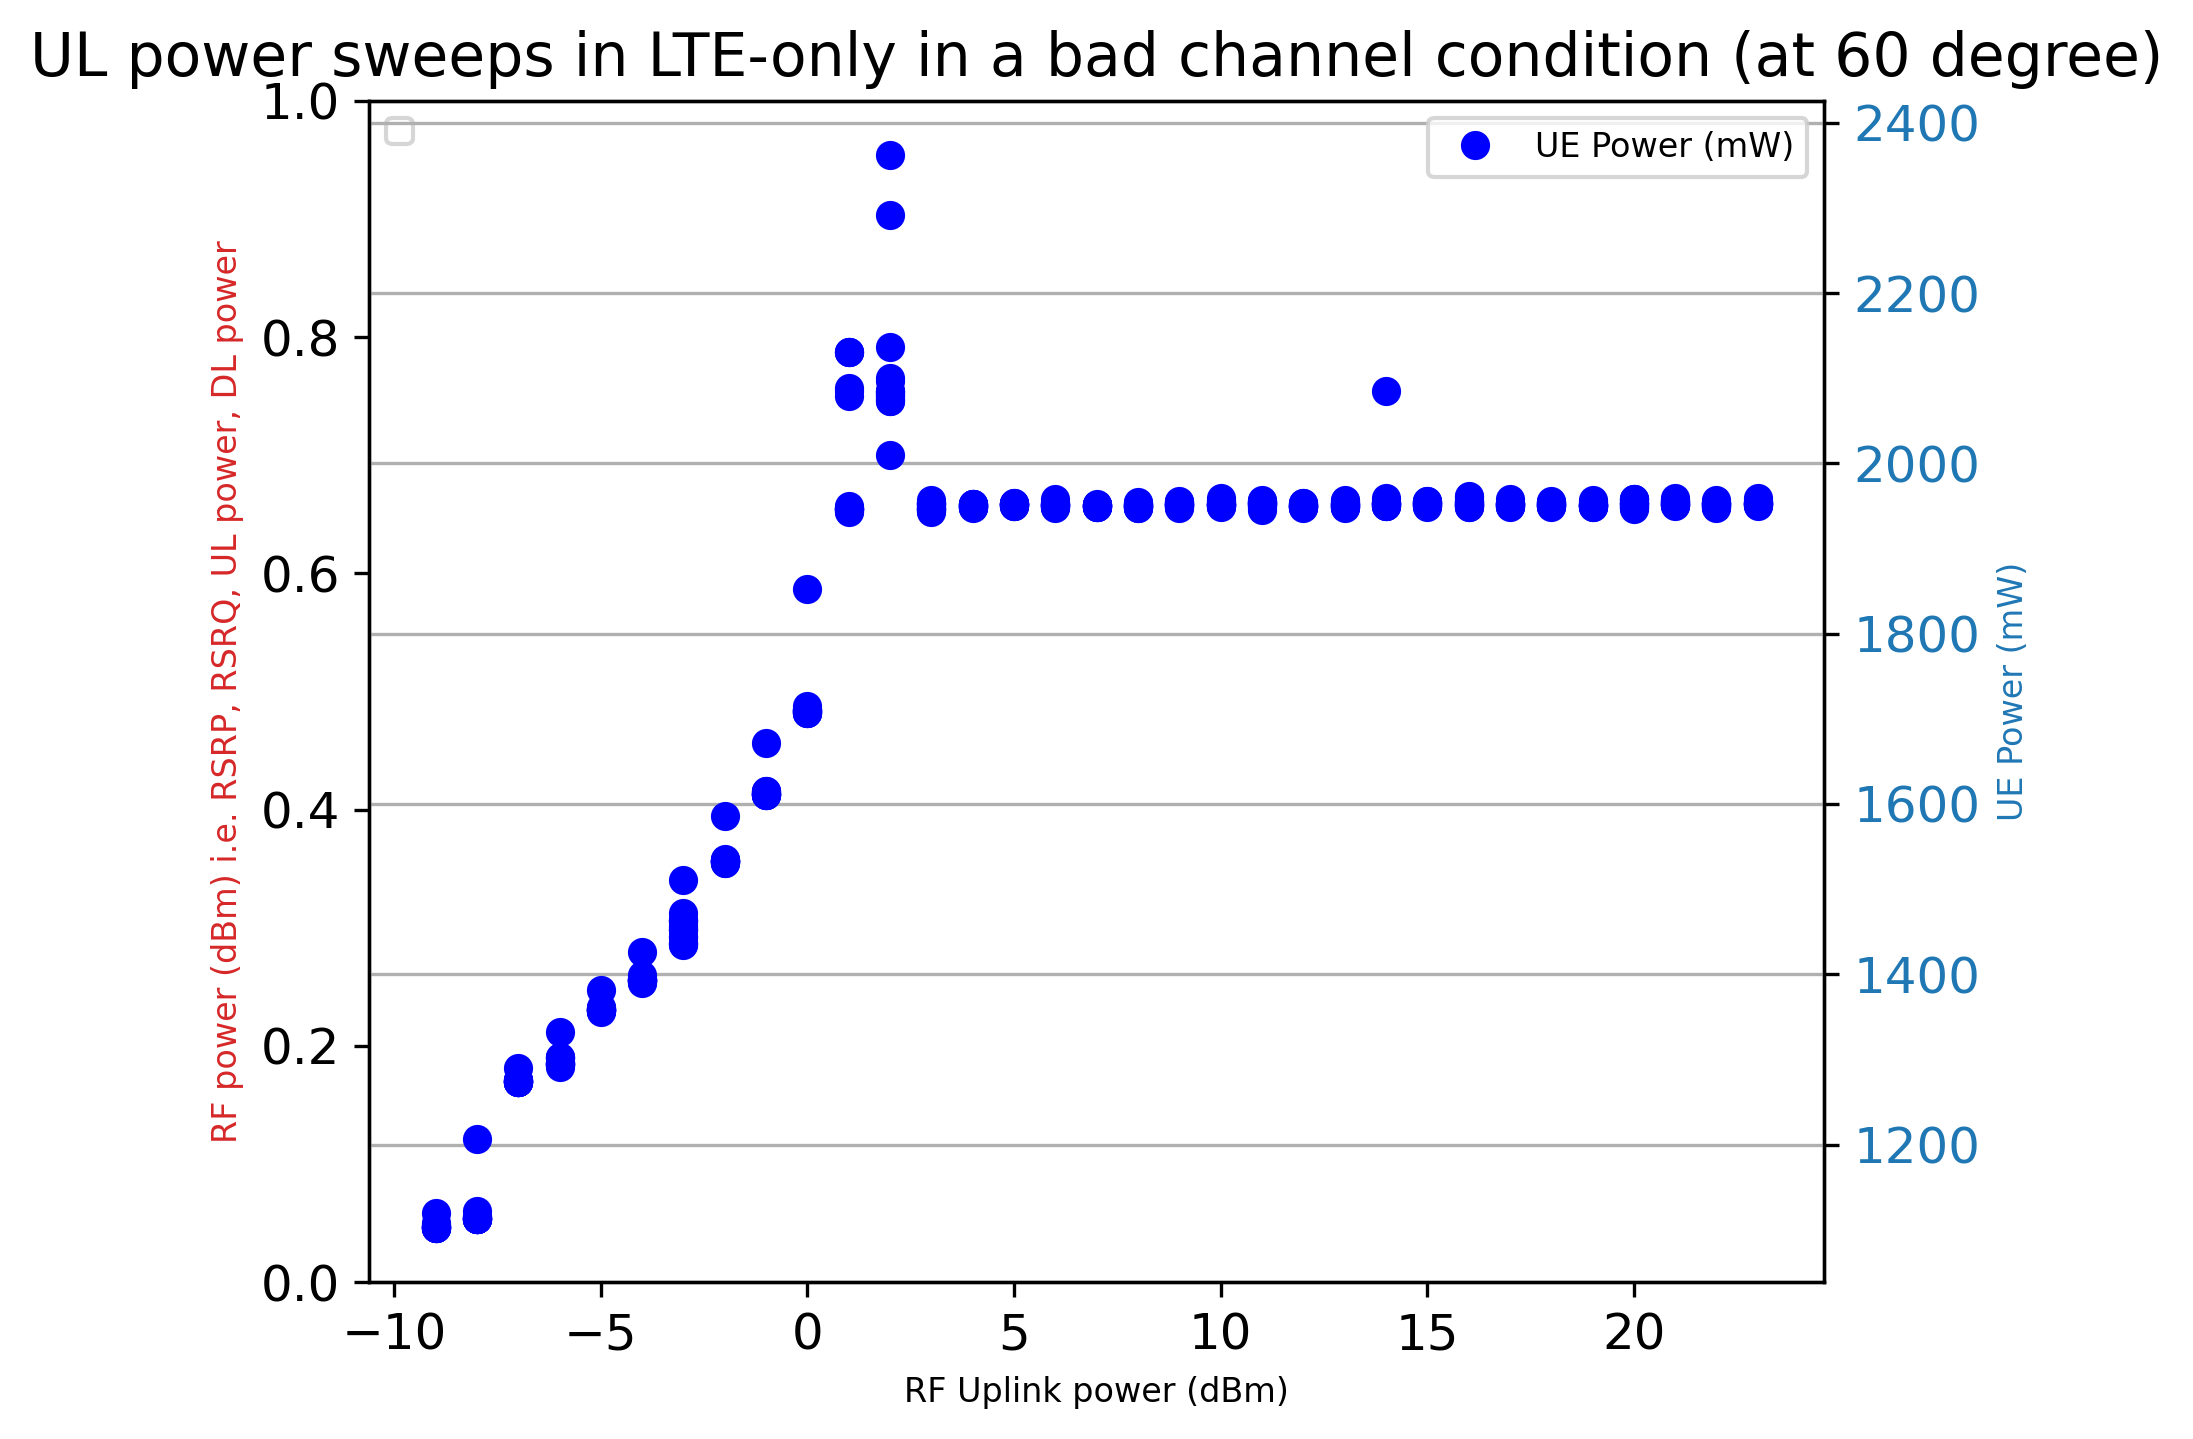 UL power sweeps in LTE-only in a bad channel condition (at 60 degree)
UE Power (mW)
RF power (dBm) i.e. RSRP, RSRQ, UL power, DL power
1.0
0.8
0.6
0.4
0.2
0.0
2400
2200
2000
1800
1600
1400
1200
UE Power (mW)
−10 −5 0 5 10 15 20
RF Uplink power (dBm)